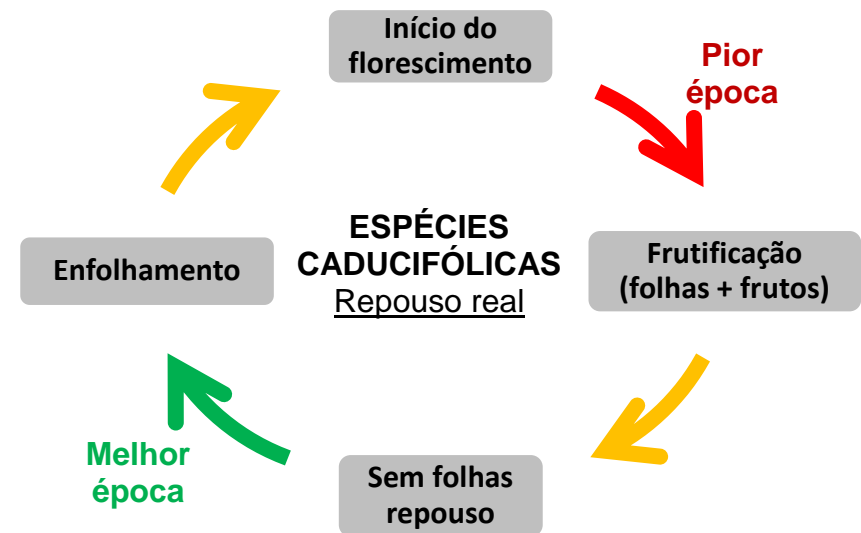 Início do
florescimento
Pior
época
ESPÉCIES
CADUCIFÓLICAS
Repouso real
Enfolhamento
Frutificação
(folhas + frutos)
Melhor
época
Sem folhas
repouso